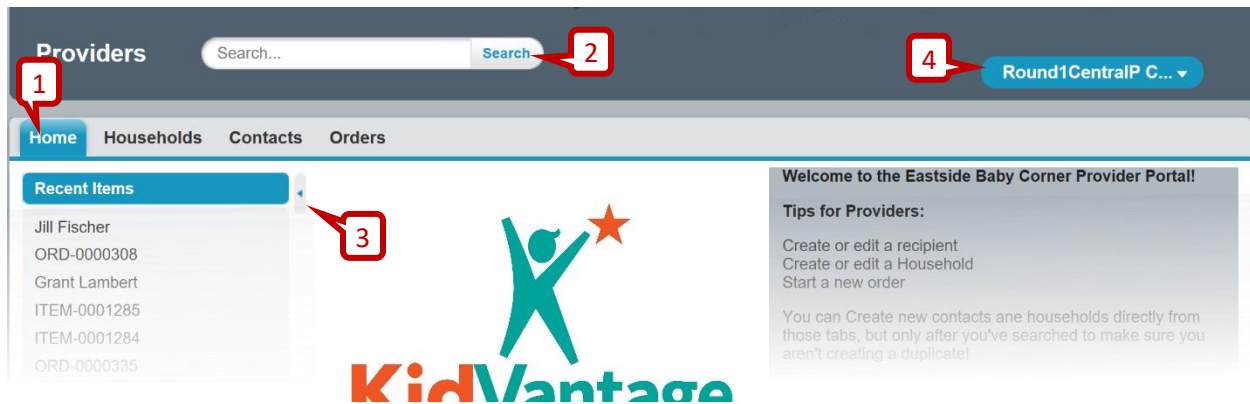 Providers
Search...
Search
2
4
Round1CentralP C...
1
Home Households Contacts Orders
Recent Items
Jill Fischer
ORD-0000308
Grant Lambert
ITEM-0001285
ITEM-0001284
ORD-0000335
3
KidVantage
Welcome to the Eastside Baby Corner Provider Portal!
Tips for Providers:
Create or edit a recipient
Create or edit a Household
Start a new order
You can Create new contacts ane households directly from
those tabs, but only after you've searched to make sure you
aren't creating a duplicate!